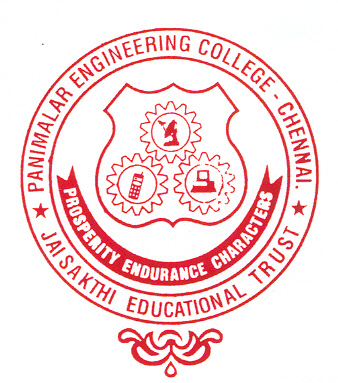 PANIMALAR ENGINEERING COLLEGE - CHENNAI.
PROSPERITY ENDURANCE CHARACTERS
★ JAISAKTHI EDUCATIONAL TRUST ★